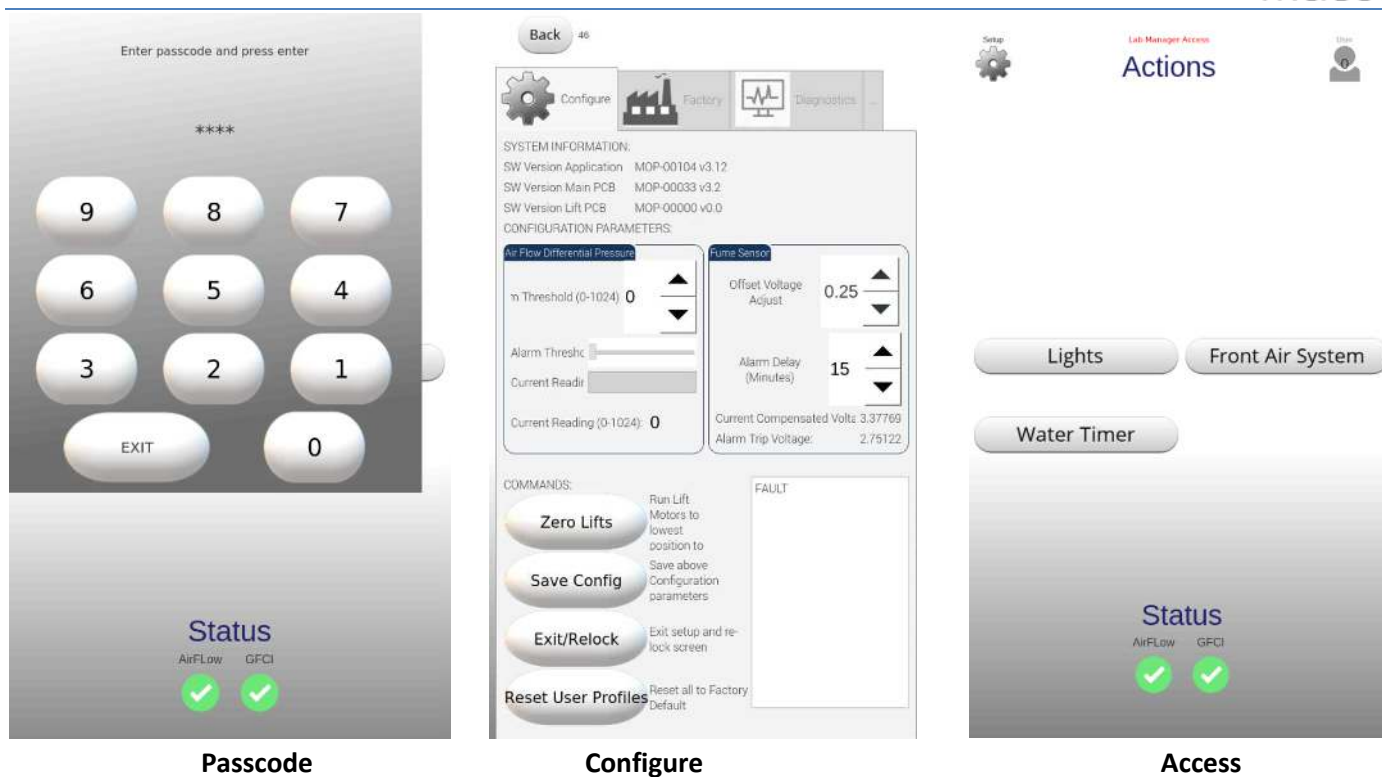 Enter passcode and press enter
****
9 8 7
6 5 4
3 2 1
EXIT 0
Status
AirFLow GFCI
Passcode
Back 46
Configure Factory Diagnostics ...
SYSTEM INFORMATION:
SW Version Application MOP-00104 v3.12
SW Version Main PCB MOP-00033 v3.2
SW Version Lift PCB MOP-00000 v0.0
CONFIGURATION PARAMETERS:
Air Flow Differential Pressure
n Threshold (0-1024) 0
Alarm Thresho
Current Readir
Current Reading (0-1024): 0
Fume Sensor
Offset Voltage
Adjust
0.25
Alarm Delay
(Minutes)
15
Current Compensated Volta 3.37769
Alarm Trip Voltage: 2.75122
COMMANDS:
Zero Lifts
Run Lift
Motors to
lowest
position to
Save Config
Save above
Configuration
parameters
Exit/Relock
Exit setup and re-
lock screen
Reset User Profiles
Reset all to Factory
Default
FAULT
Configure
Setup
Lab Manager Access
Actions
User
0
Lights Front Air System
Water Timer
Status
AirFLow GFCI
Access